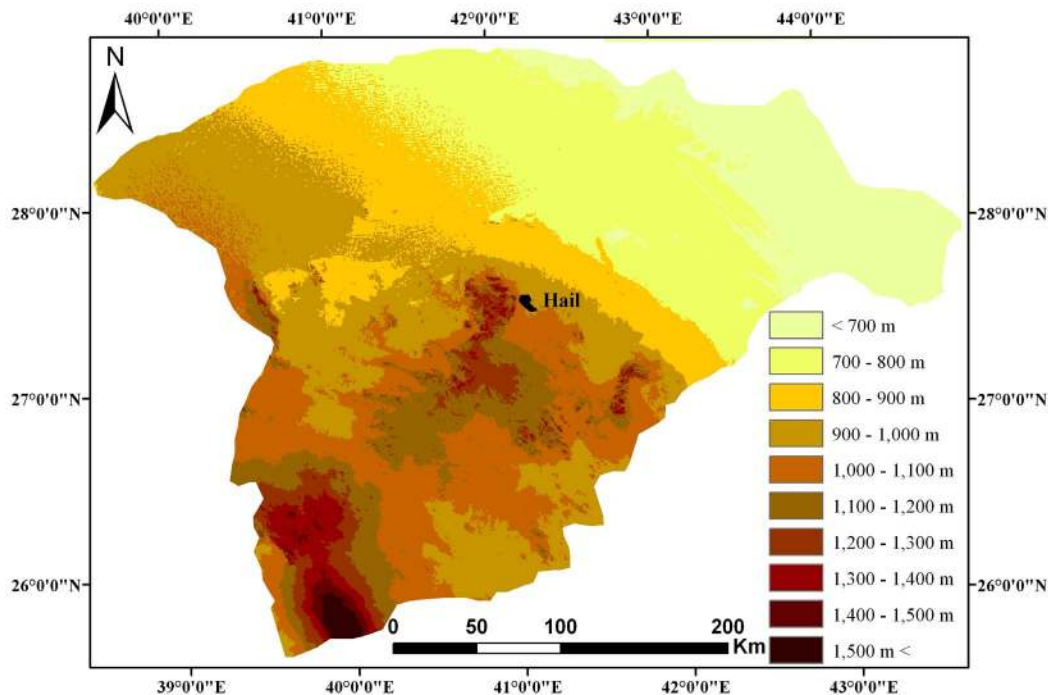 40°0'0"E 41°0'0"E 42°0'0"E 43°0'0"E 44°0'0"E
N
28°0'0"N 28°0'0"N
Hail
< 700 m
700 - 800 m
27°0'0"N 27°0'0"N
800 - 900 m
900 - 1,000 m
1,000 - 1,100 m
1,100 - 1,200 m
1,200 - 1,300 m
26°0'0"N 26°0'0"N
1,300 - 1,400 m
1,400 - 1,500 m
1,500 m <
0 50 100 200
Km
39°0'0"E 40°0'0"E 41°0'0"E 42°0'0"E 43°0'0"E